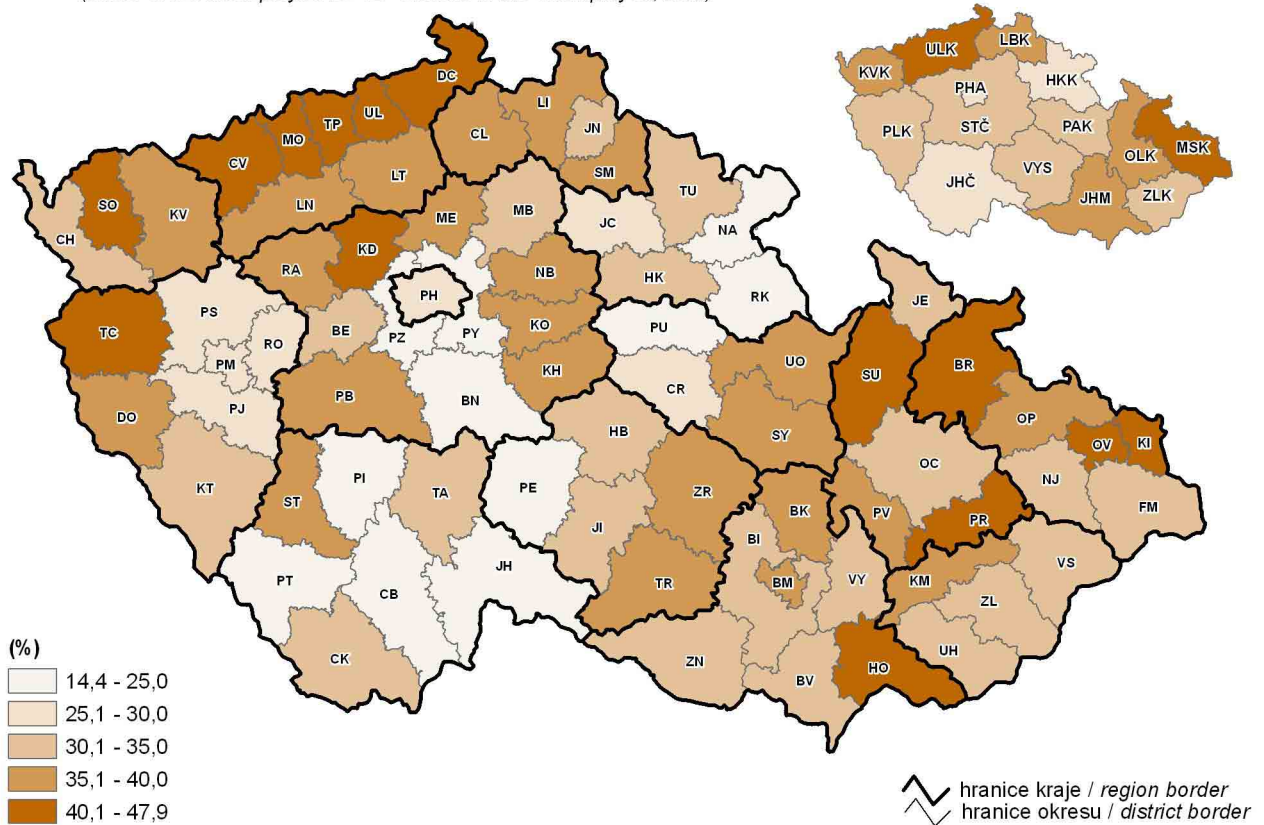 DC
ULK
LBK
KVK
HKK
PHA
PLK
STČ
PAK
MSK
OLK
VYS
JHČ
JHM
ZLK
LI
UL
TP
MO
CL
JN
CV
LT
SM
SO
KV
LN
ME
MB
TU
CH
JC
NA
KD
RA
NB
HK
RK
PH
JE
TC
PS
RO
BE
PZ
PY
KO
PU
PM
UO
SU
BR
PJ
PB
BN
KH
CR
DO
SY
OP
HB
OV
KI
OC
KT
ST
PI
TA
PE
ZR
NJ
FM
BK
PV
PR
JI
BI
VS
PT
CB
JH
TR
BM
VY
KM
ZL
CK
ZN
BV
HO
UH
(%)
14,4 - 25,0
25,1 - 30,0
30,1 - 35,0
35,1 - 40,0
40,1 - 47,9
hranice kraje / region border
hranice okresu / district border